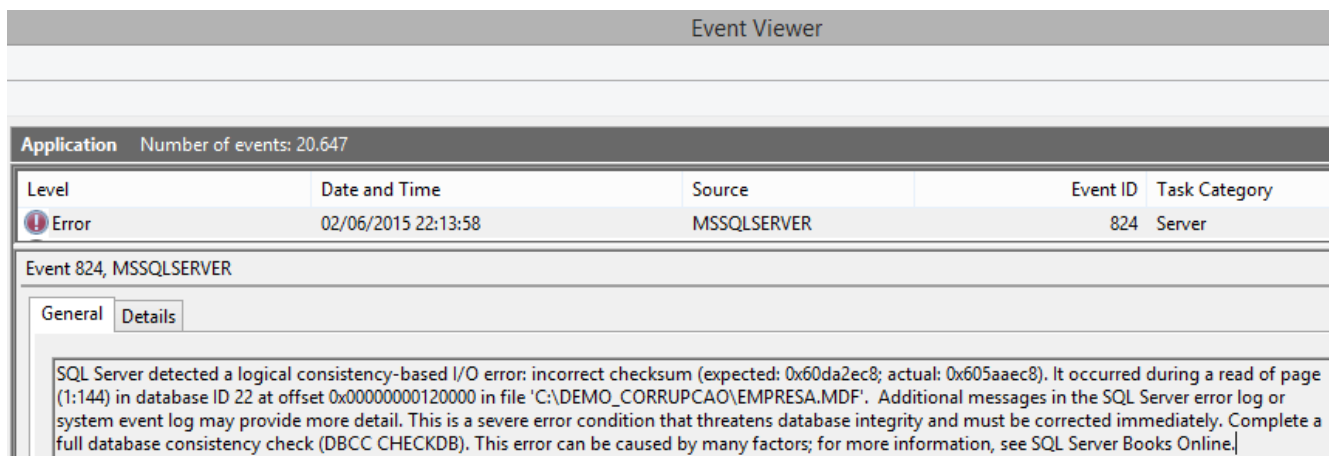 Event Viewer
Application Number of events: 20.647
Level Date and Time Source Event ID Task Category
Error 02/06/2015 22:13:58 MSSQLSERVER 824 Server
Event 824, MSSQLSERVER
General Details
SQL Server detected a logical consistency-based I/O error: incorrect checksum (expected: 0x60da2ec8; actual: 0x605aaec8). It occurred during a read of page
(1:144) in database ID 22 at offset 0x00000000120000 in file 'C:\DEMO_CORRUPCAO\EMPRESA.MDF'. Additional messages in the SQL Server error log or
system event log may provide more detail. This is a severe error condition that threatens database integrity and must be corrected immediately. Complete a
full database consistency check (DBCC CHECKDB). This error can be caused by many factors; for more information, see SQL Server Books Online.